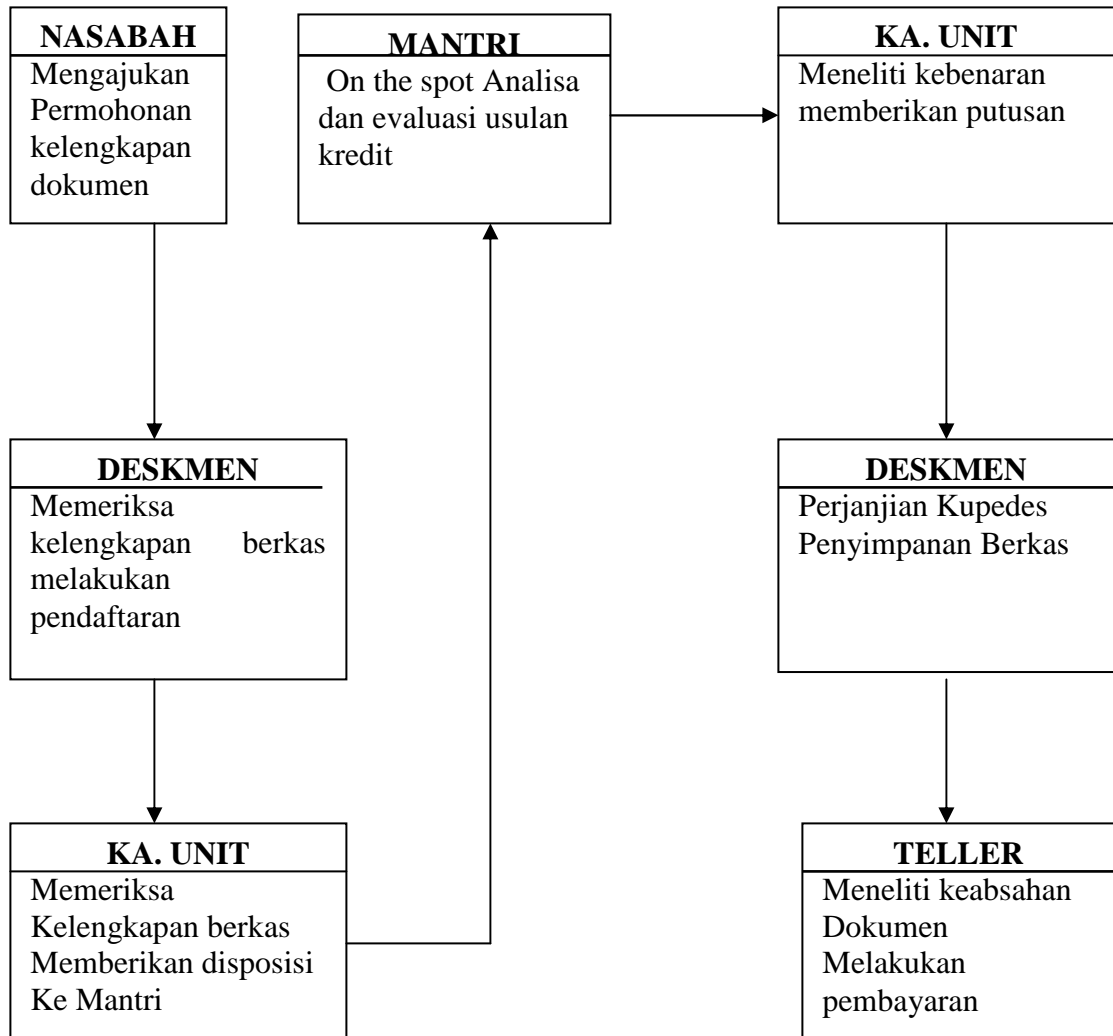 NASABAH
Mengajukan
Permohonan
kelengkapan
dokumen
DESKMEN
Memeriksa
kelengkapan berkas
melakukan
pendaftaran
KA. UNIT
Memeriksa
Kelengkapan berkas
Memberikan disposisi
Ke Mantri
MANTRI
On the spot Analisa
dan evaluasi usulan
kredit
KA. UNIT
Meneliti kebenaran
memberikan putusan
DESKMEN
Perjanjian Kupedes
Penyimpanan Berkas
TELLER
Meneliti keabsahan
Dokumen
Melakukan
pembayaran